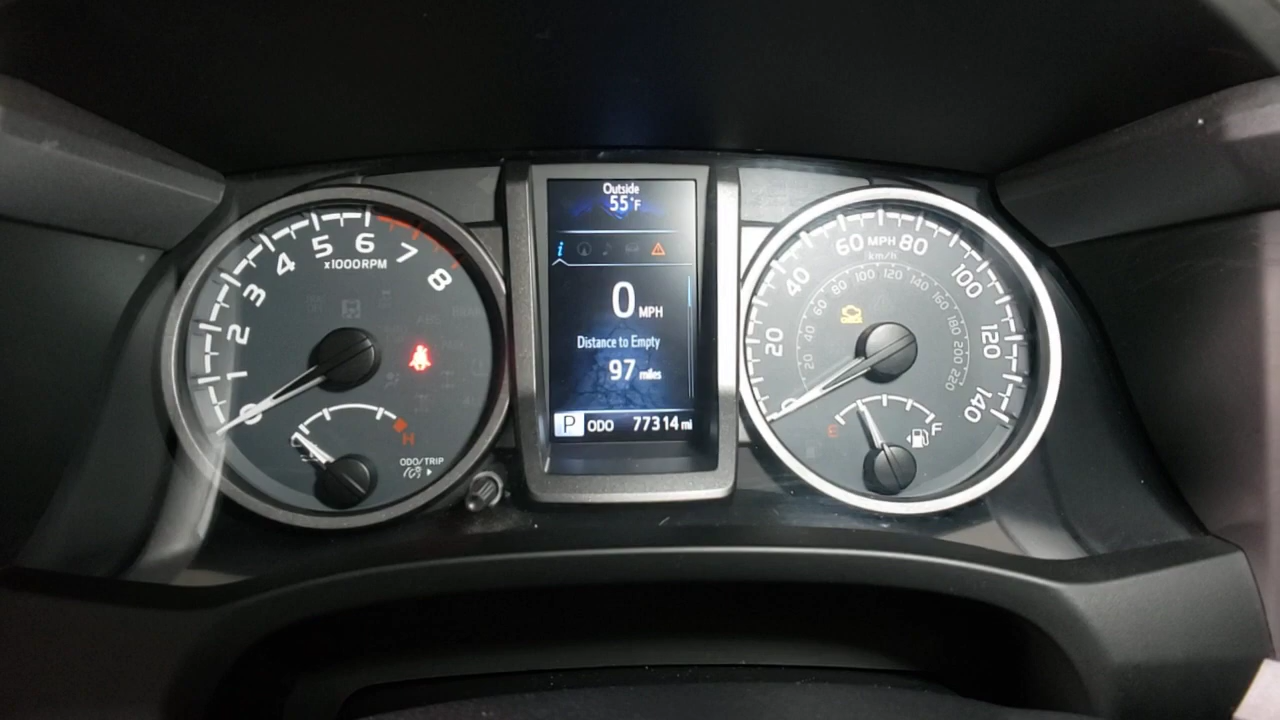 Outside
55°F
0 MPH
Distance to Empty
97 miles
P ODO 77314 mi
0 1 2 3 4 5 6 7 8
x1000RPM
H
ODO/TRIP
0 20 40 60 MPH 80 100 120 140
km/h
20 40 60 80 100 120 140 160 180 200 220
E F